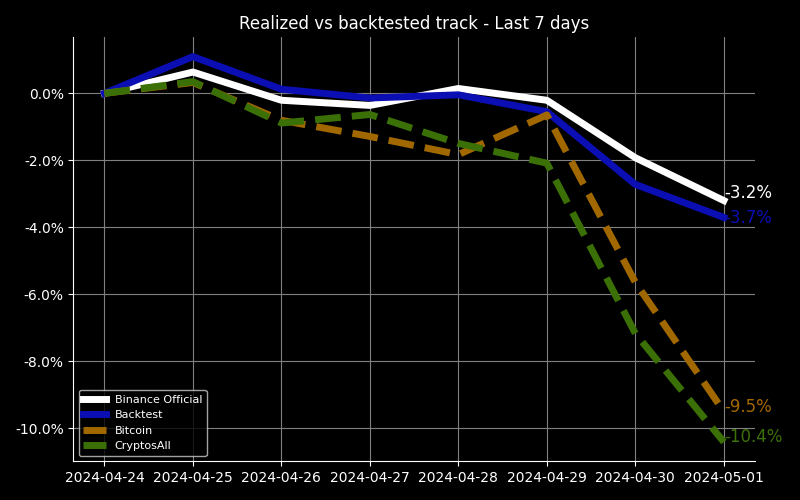 Realized vs backtested track - Last 7 days
0.0%
-2.0%
-4.0%
-6.0%
-8.0%
-10.0%
-3.2%
-3.7%
-9.5%
-10.4%
Binance Official
Backtest
Bitcoin
CryptosAll
2024-04-24 2024-04-25 2024-04-26 2024-04-27 2024-04-28 2024-04-29 2024-04-30 2024-05-01